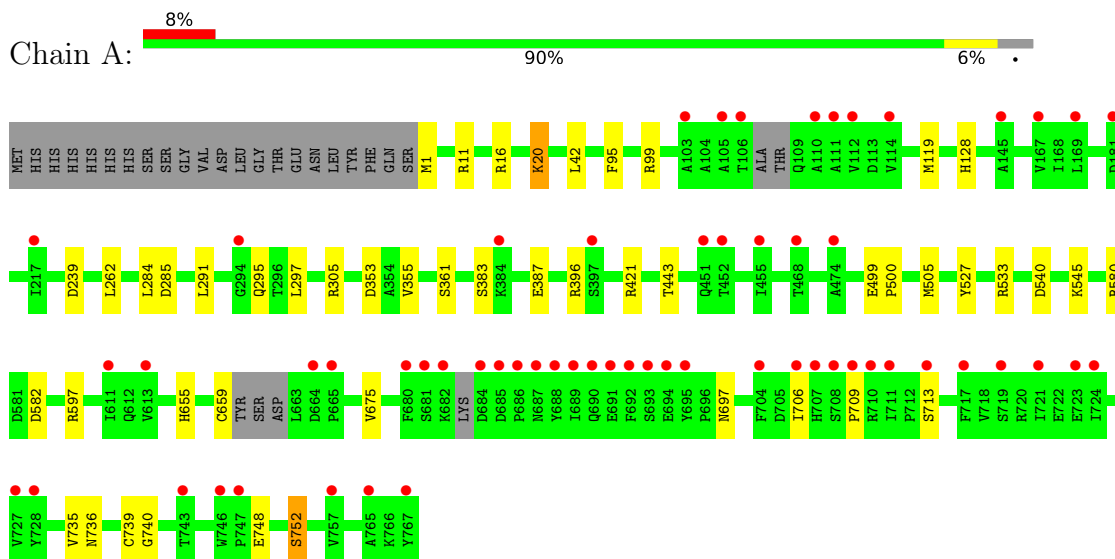 8%
Chain A:
90% 6% •
MET HIS HIS HIS HIS HIS HIS SER SER GLY VAL ASP LEU GLY THR GLU ASN LEU TYR PHE GLN SER M1 R11 R16 K20 L42 F95 R99 A103 A104 A105 T106 ALA THR Q109 A110 A111 V112 D113 V114 M119 H128 A145 V167 I168 L169 D181
I217 D239 L262 L284 D285 L291 G294 Q295 T296 L297 R305 D353 A354 V355 S361 S383 K384 E387 R396 S397 R421 T443 Q451 T452 I455 T468 A474 E499 P500 M505 Y527 R533 D540 K545 R580
D581 D582 R597 I611 Q612 V613 H655 C659 TYR SER ASP L663 D664 P665 V675 F680 S681 K682 LYS D684 D685 P686 N687 Y688 I689 Q690 E691 F692 S693 E694 Y695 P696 N697 F704 D705 I706 H707 S708 P709 R710 I711 P712 S713 F717 V718 S719 R720 I721 E722 E723 I724
V727 Y728 V735 N736 C739 G740 T743 W746 P747 E748 S752 V757 A765 K766 Y767